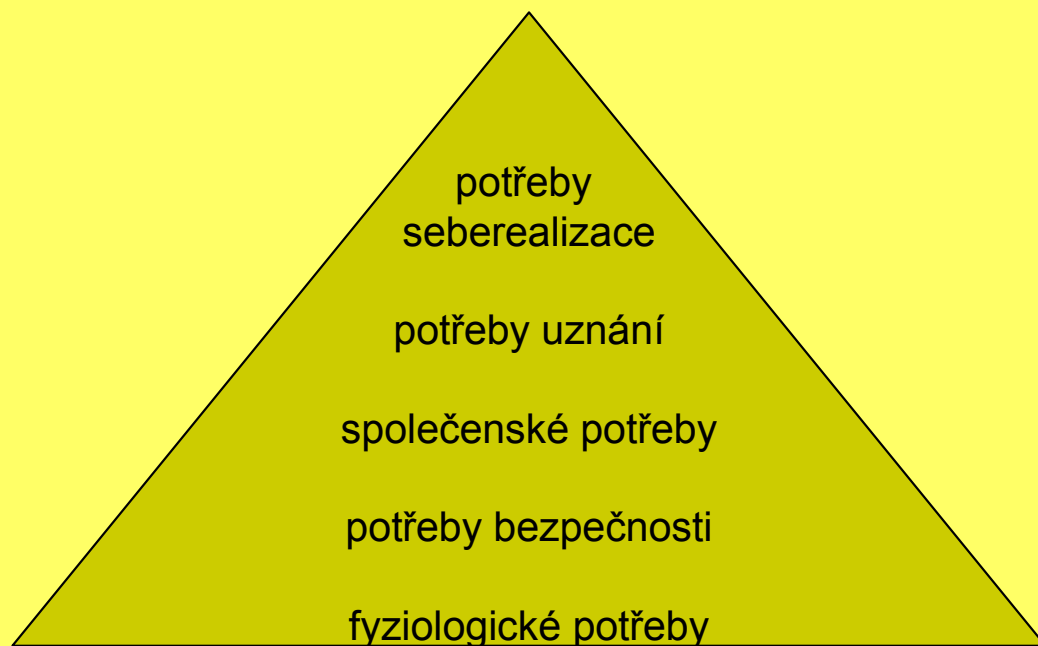 potřeby
seberealizace
potřeby uznání
společenské potřeby
potřeby bezpečnosti
fyziologické potřeby